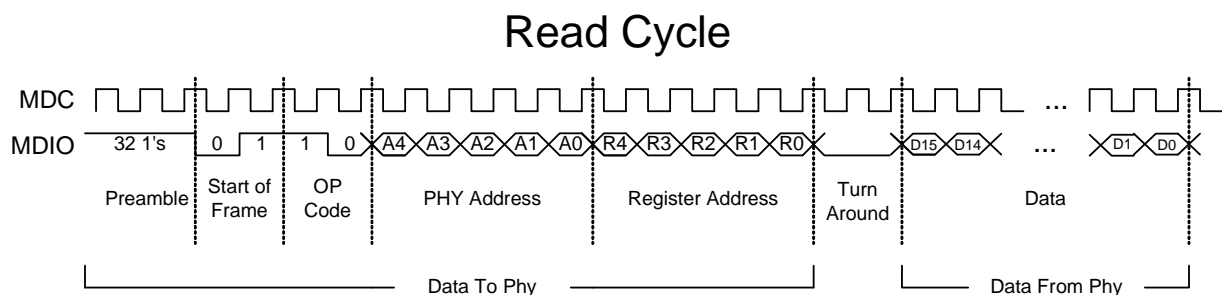 Read Cycle
MDC
...
MDIO
32 1's
0
1
1
0
A4
A3
A2
A1
A0
R4
R3
R2
R1
R0
D15
D14
...
D1
D0
Preamble
Start of
Frame
OP
Code
PHY Address
Register Address
Turn
Around
Data
Data To Phy
Data From Phy